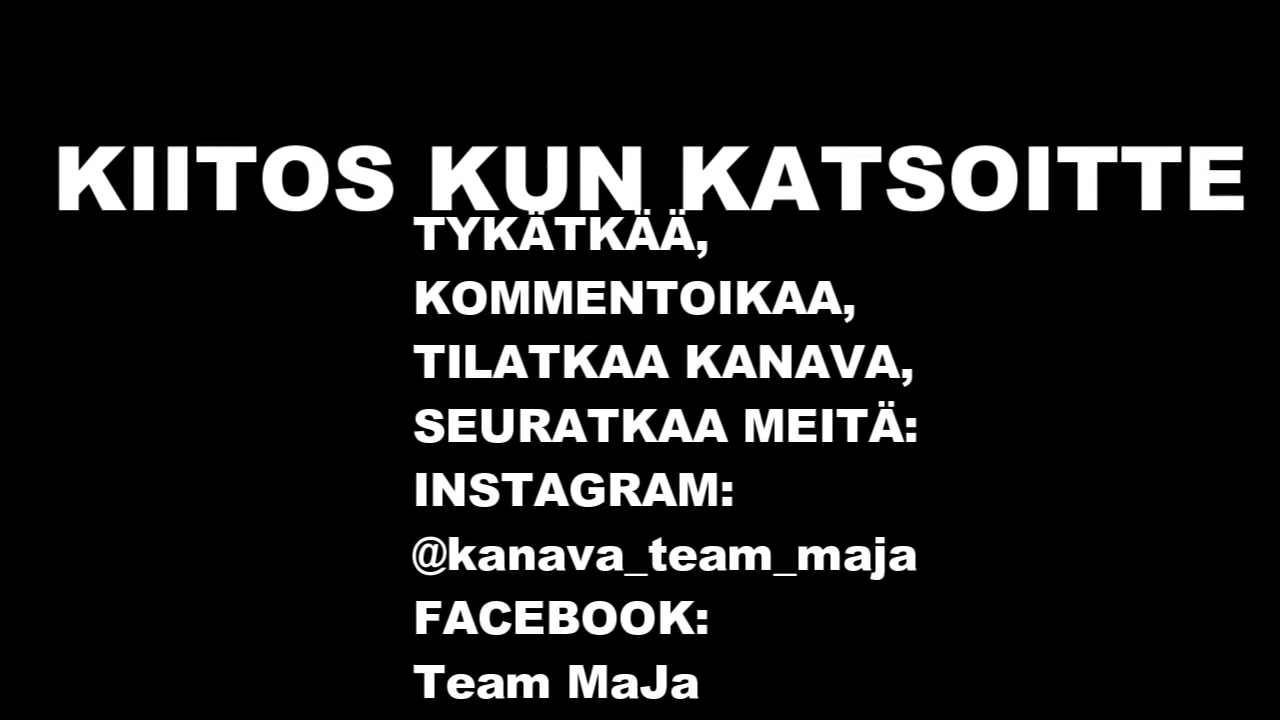 KIITOS KUN KATSOITTE
TYKÄTKÄÄ,
KOMMENTOIKAA,
TILATKAA KANAVA,
SEURATKAA MEITÄ:
INSTAGRAM:
@kanava_team_maja
FACEBOOK:
Team MaJa